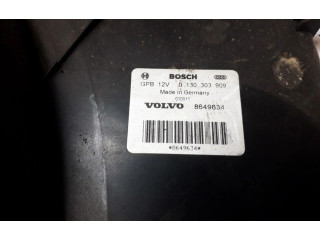 BOSCH
GPB 12V 0 130 303 909
Made in Germany
VOLVO 8649634
*8649634*